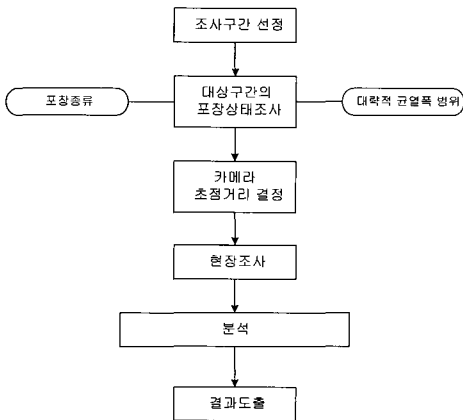 조사구간 선정
포장종류
대상구간의
포장상태조사
대략적 균열폭 범위
카메라
초점거리 결정
현장조사
분석
결과도출